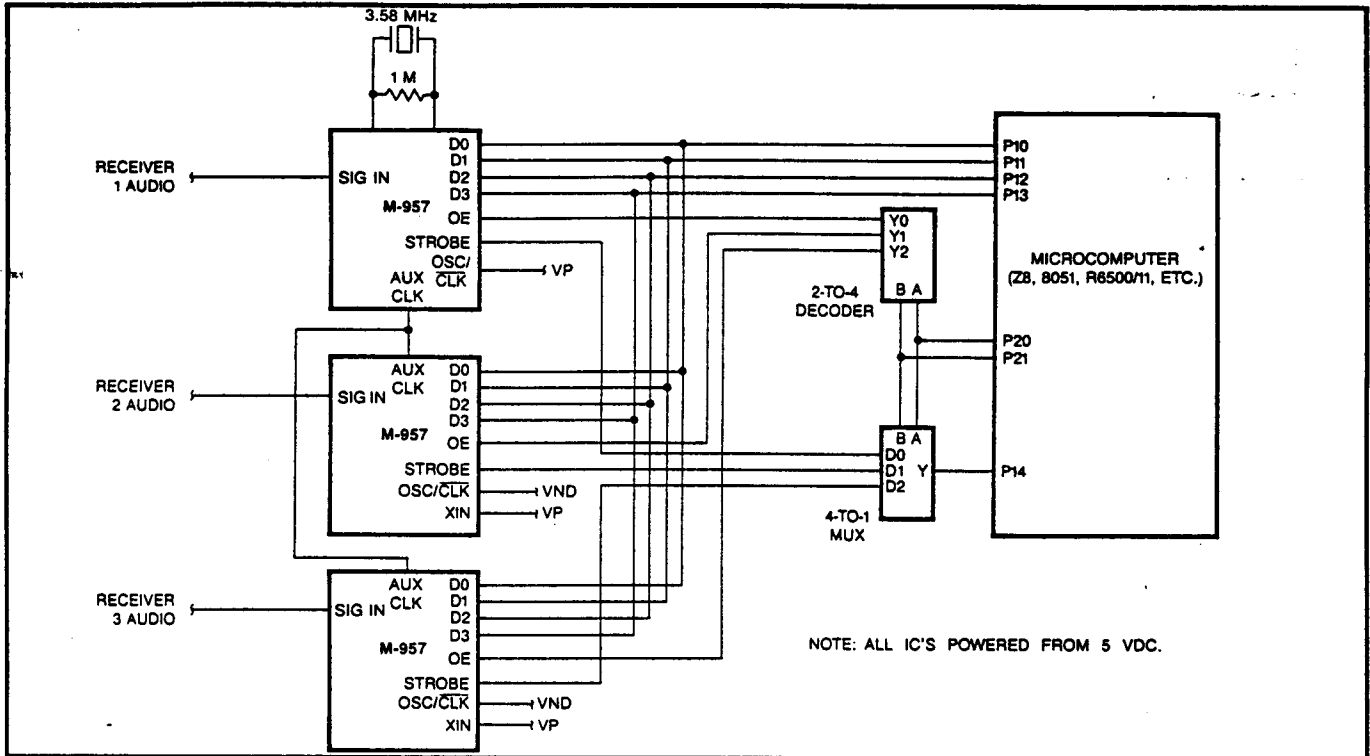 3.58 MHz
1 M
RECEIVER
1 AUDIO
SIG IN
M-957
D0
D1
D2
D3
OE
STROBE
OSC/
CLK
VP
AUX
CLK
P10
P11
P12
P13
Y0
Y1
Y2
B A
2-TO-4
DECODER
MICROCOMPUTER
(Z8, 8051, R6500/11, ETC.)
P20
P21
RECEIVER
2 AUDIO
SIG IN
AUX
CLK
M-957
D0
D1
D2
D3
OE
STROBE
OSC/CLK
VND
XIN
VP
B A
D0
D1
D2
Y
P14
4-TO-1
MUX
RECEIVER
3 AUDIO
SIG IN
AUX
CLK
M-957
D0
D1
D2
D3
OE
STROBE
OSC/CLK
VND
XIN
VP
NOTE: ALL IC'S POWERED FROM 5 VDC.